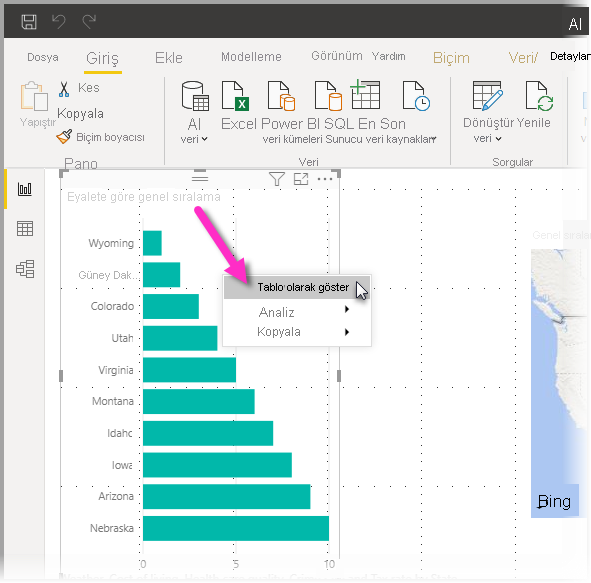 Al
Dosya Giriş Ekle Modelleme Görünüm Yardım Biçim Veri/ Detaylan
Yapıştır
Kes
Kopyala
Biçim boyacısı
Pano
Al
veri
Excel Power BI SQL En Son
veri kümeleri Sunucu veri kaynakları
Veri
Dönüştür Yenile
veri
Sorgular
Eyalete göre genel sıralama
Wyoming
Güney Dak...
Colorado
Utah
Virginia
Montana
Idaho
Iowa
Arizona
Nebraska
0 5 10
Tablo olarak göster
Analiz
Kopyala
Genel sırala
Bing